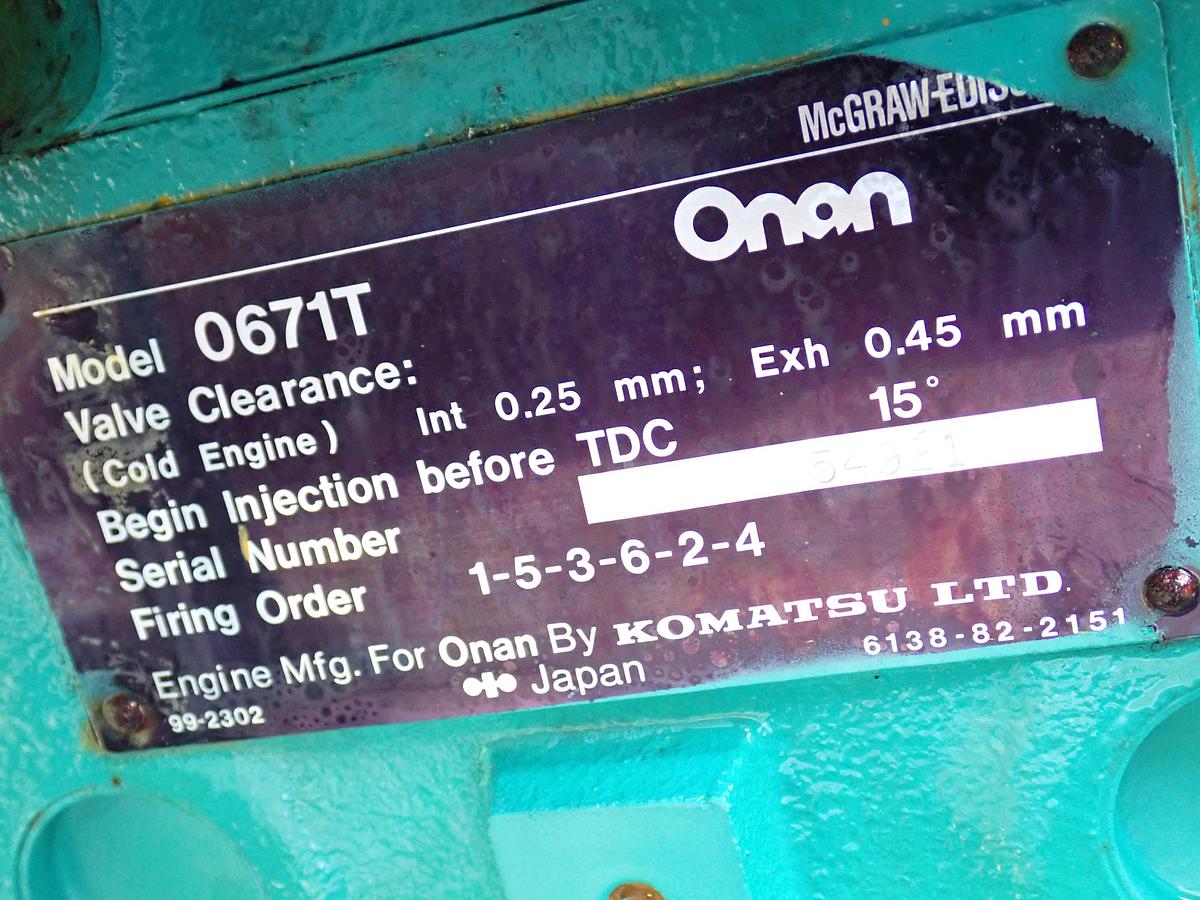 McGRAW-EDIS
Onan
Model 0671T
Valve Clearance:
(Cold Engine) Int 0.25 mm; Exh 0.45 mm
Begin Injection before TDC 15°
Serial Number 54921
Firing Order 1-5-3-6-2-4
Engine Mfg. For Onan By KOMATSU LTD.
Japan 6138-82-2151
99-2302